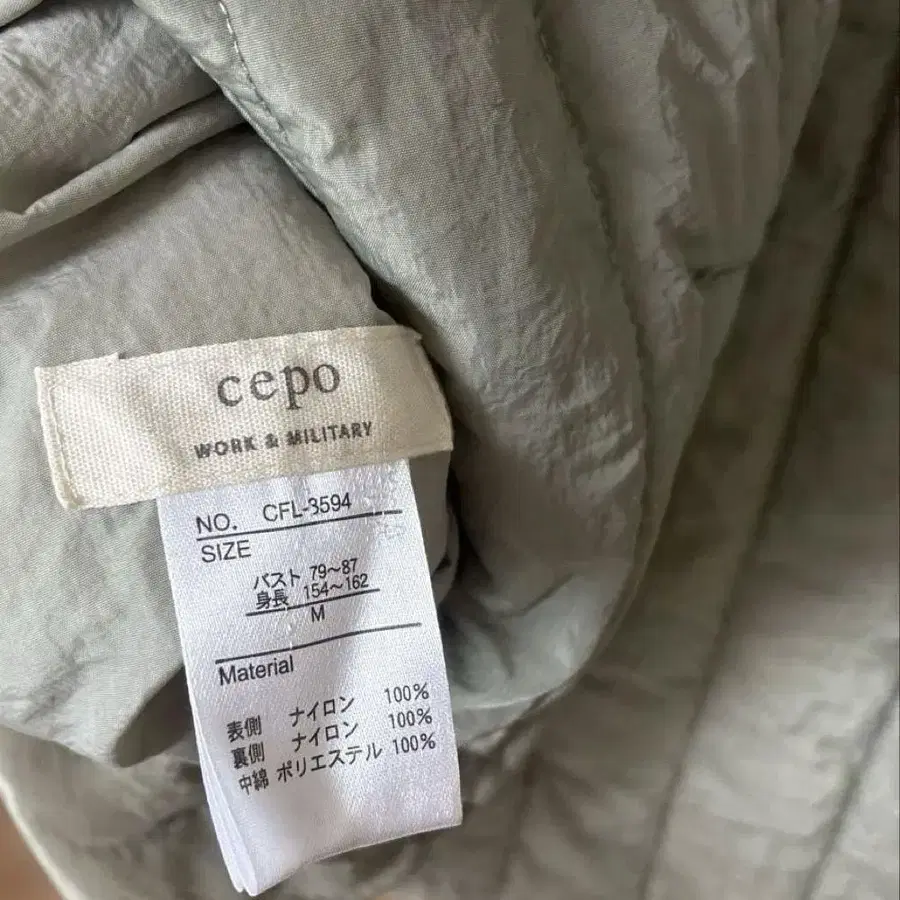 cepo
WORK & MILITARY
NO. CFL-3594
SIZE
バスト 79～87
身長 154～162
M
Material
表側 ナイロン 100%
裏側 ナイロン 100%
中綿 ポリエステル 100%